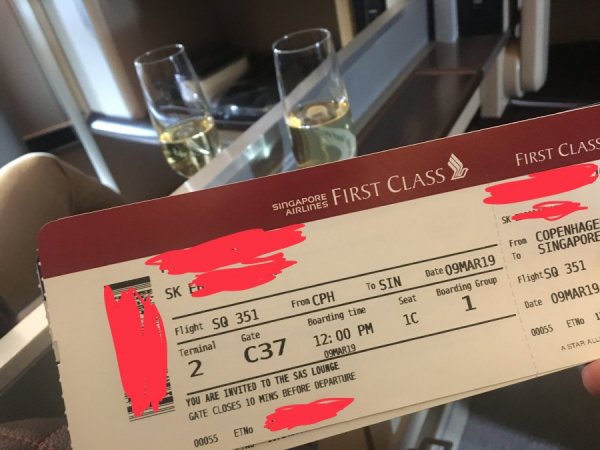 SINGAPORE AIRLINES FIRST CLASS
SK
Flight SQ 351 From CPH To SIN Date 09MAR19
Terminal Gate Boarding time Seat Boarding Group
2 C37 12:00 PM 1C 1
09MAR19
YOU ARE INVITED TO THE SAS LOUNGE
GATE CLOSES 10 MINS BEFORE DEPARTURE
00055 ETNo
FIRST CLASS
SK
From COPENHAGE
To SINGAPORE
Flight SQ 351
Date 09MAR19
00055 ETNo
A STAR ALL